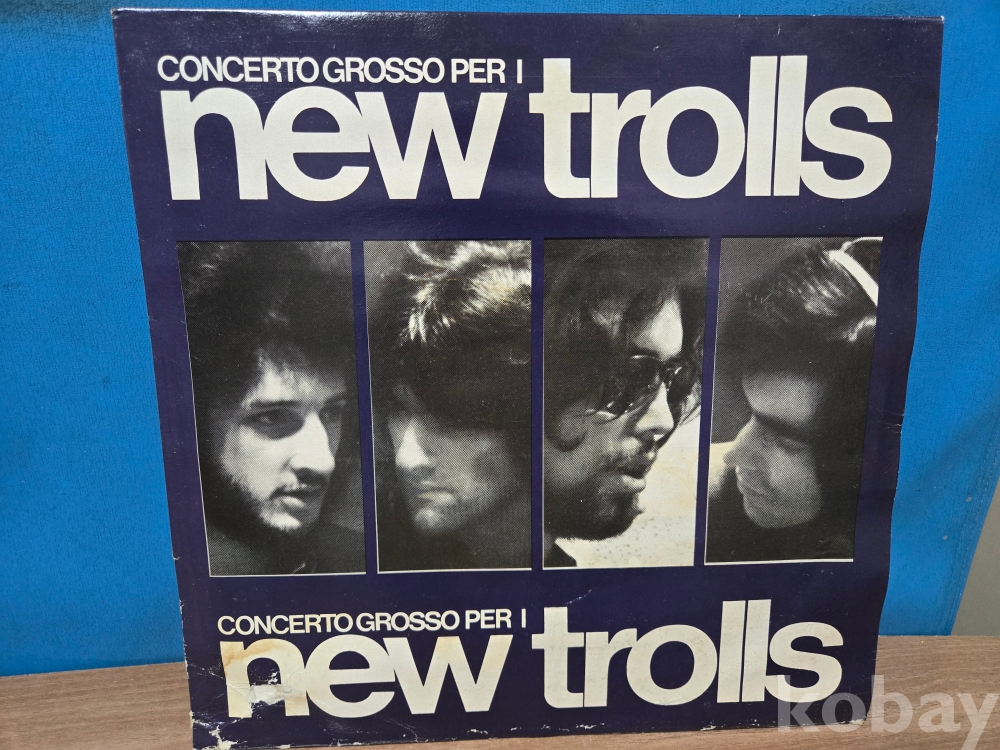 CONCERTO GROSSO PER I
new trolls
CONCERTO GROSSO PER I
new trolls
kobay